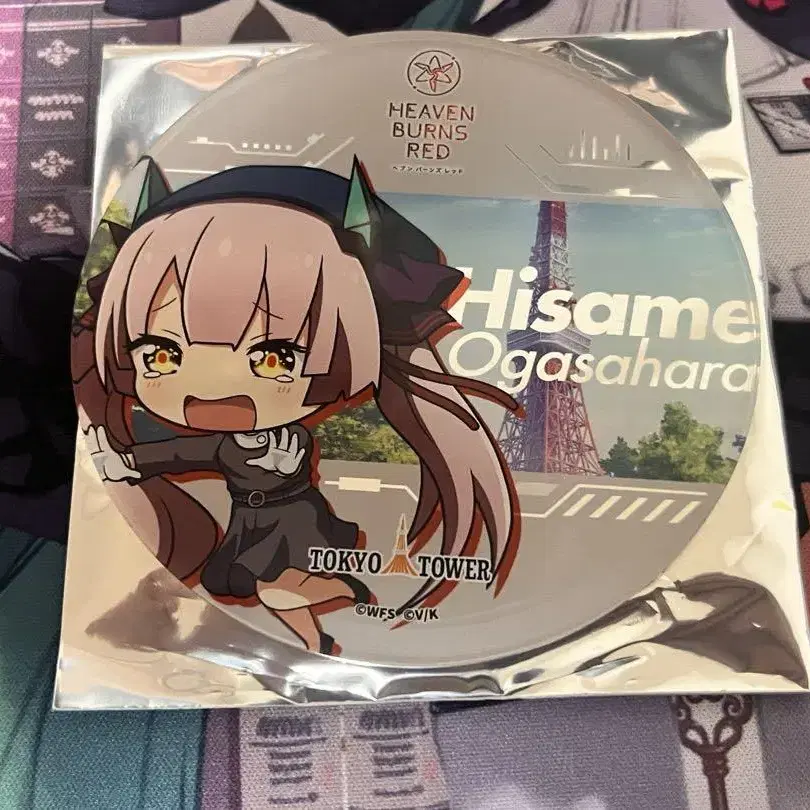 HEAVEN
BURNS
RED
ヘブンバーンズレッド
Hisame
Ogasahara
TOKYO TOWER
©WFS ©V/K